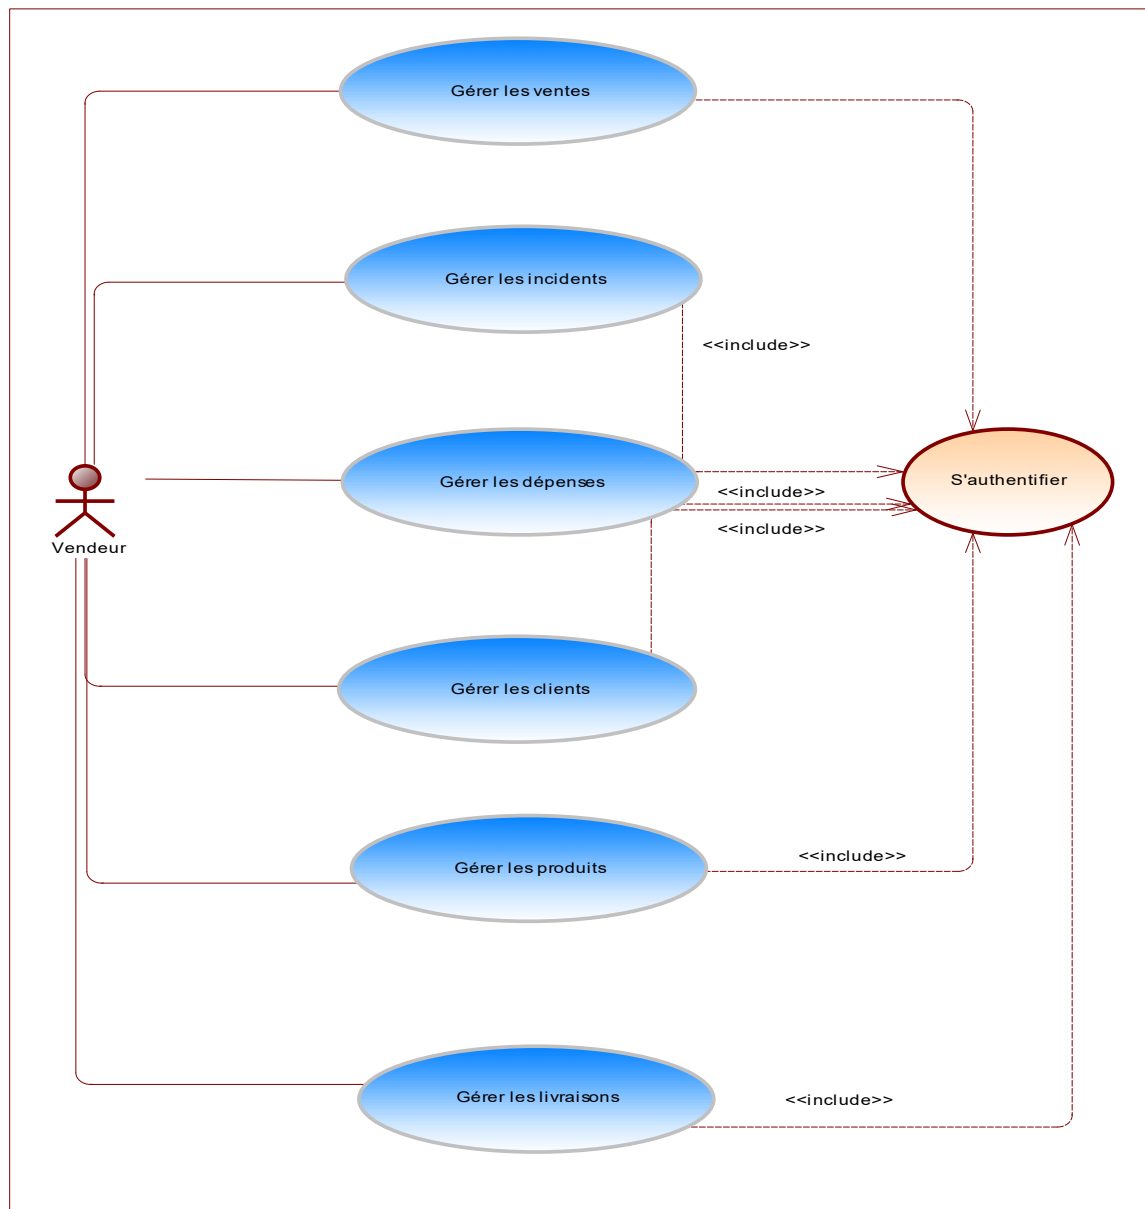 Gérer les ventes
Gérer les incidents
<<include>>
Gérer les dépenses
<<include>>
S'authentifier
<<include>>
Vendeur
Gérer les clients
Gérer les produits
<<include>>
Gérer les livraisons
<<include>>